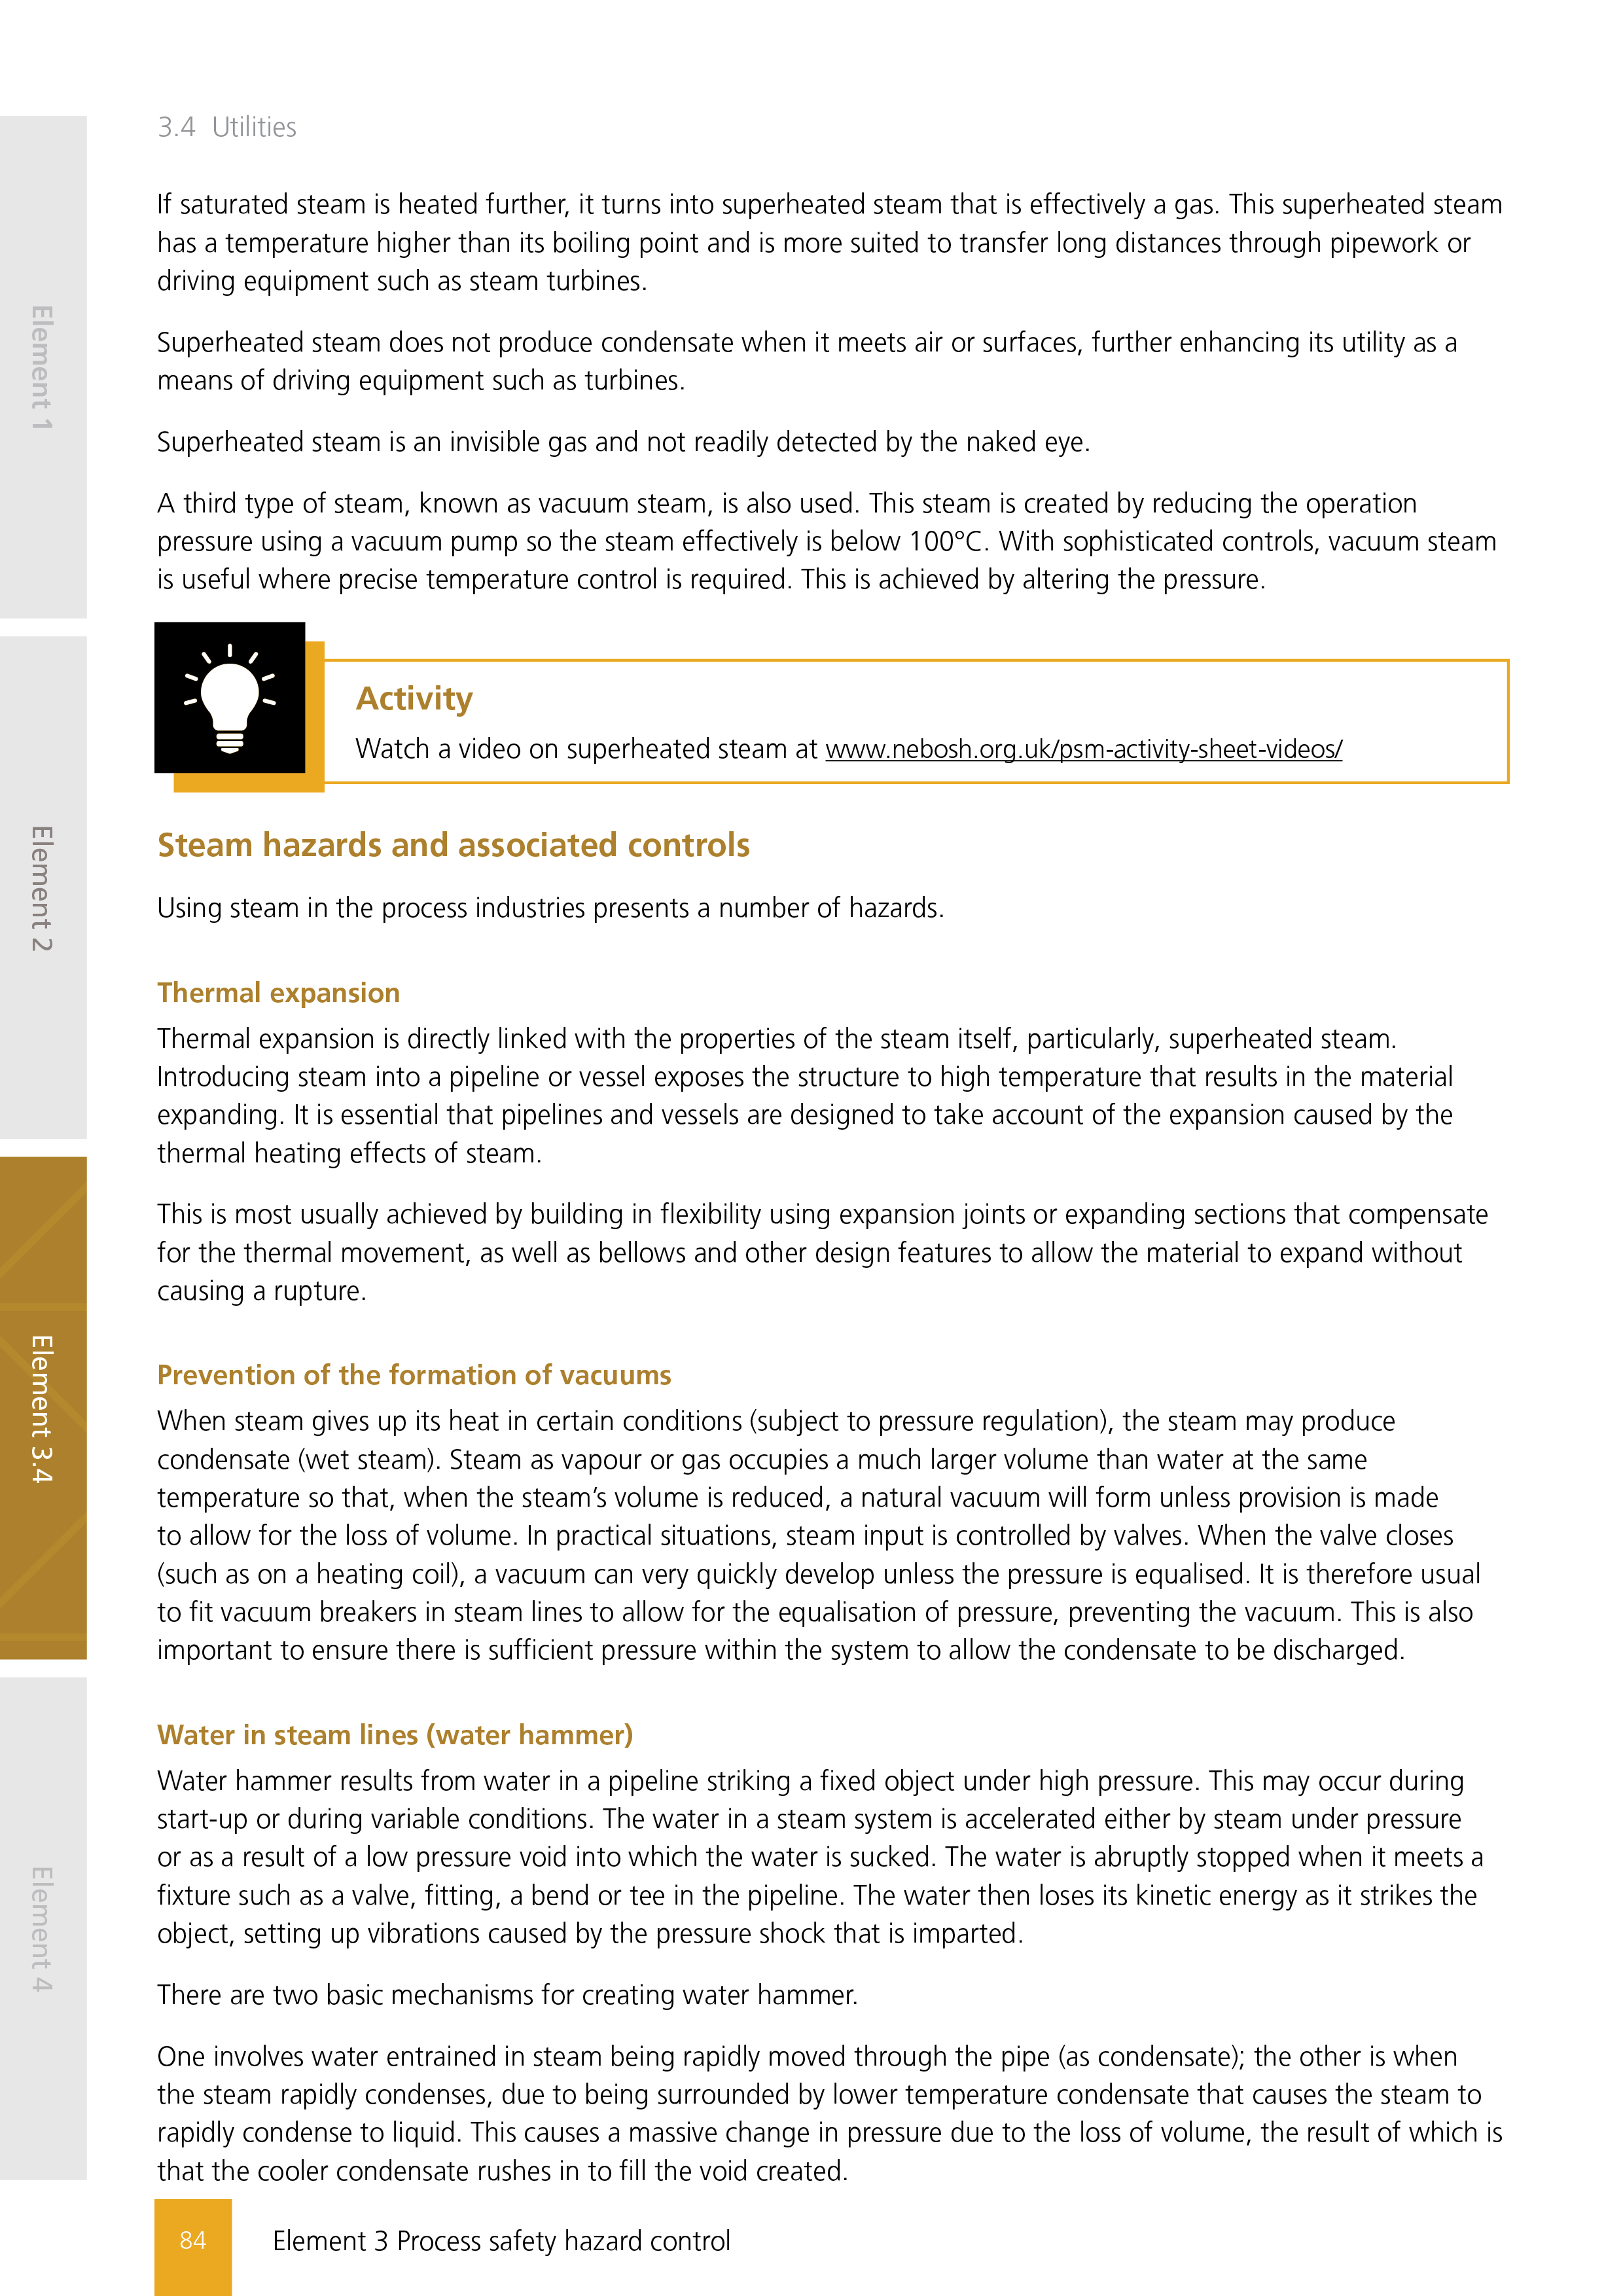 3.4 Utilities
If saturated steam is heated further, it turns into superheated steam that is effectively a gas. This superheated steam
has a temperature higher than its boiling point and is more suited to transfer long distances through pipework or
driving equipment such as steam turbines.
Superheated steam does not produce condensate when it meets air or surfaces, further enhancing its utility as a
means of driving equipment such as turbines.
Superheated steam is an invisible gas and not readily detected by the naked eye.
A third type of steam, known as vacuum steam, is also used. This steam is created by reducing the operation
pressure using a vacuum pump so the steam effectively is below 100°C. With sophisticated controls, vacuum steam
is useful where precise temperature control is required. This is achieved by altering the pressure.
Activity
Watch a video on superheated steam at www.nebosh.org.uk/psm-activity-sheet-videos/
Steam hazards and associated controls
Using steam in the process industries presents a number of hazards.
Thermal expansion
Thermal expansion is directly linked with the properties of the steam itself, particularly, superheated steam.
Introducing steam into a pipeline or vessel exposes the structure to high temperature that results in the material
expanding. It is essential that pipelines and vessels are designed to take account of the expansion caused by the
thermal heating effects of steam.
This is most usually achieved by building in flexibility using expansion joints or expanding sections that compensate
for the thermal movement, as well as bellows and other design features to allow the material to expand without
causing a rupture.
Prevention of the formation of vacuums
When steam gives up its heat in certain conditions (subject to pressure regulation), the steam may produce
condensate (wet steam). Steam as vapour or gas occupies a much larger volume than water at the same
temperature so that, when the steam's volume is reduced, a natural vacuum will form unless provision is made
to allow for the loss of volume. In practical situations, steam input is controlled by valves. When the valve closes
(such as on a heating coil), a vacuum can very quickly develop unless the pressure is equalised. It is therefore usual
to fit vacuum breakers in steam lines to allow for the equalisation of pressure, preventing the vacuum. This is also
important to ensure there is sufficient pressure within the system to allow the condensate to be discharged.
Water in steam lines (water hammer)
Water hammer results from water in a pipeline striking a fixed object under high pressure. This may occur during
start-up or during variable conditions. The water in a steam system is accelerated either by steam under pressure
or as a result of a low pressure void into which the water is sucked. The water is abruptly stopped when it meets a
fixture such as a valve, fitting, a bend or tee in the pipeline. The water then loses its kinetic energy as it strikes the
object, setting up vibrations caused by the pressure shock that is imparted.
There are two basic mechanisms for creating water hammer.
One involves water entrained in steam being rapidly moved through the pipe (as condensate); the other is when
the steam rapidly condenses, due to being surrounded by lower temperature condensate that causes the steam to
rapidly condense to liquid. This causes a massive change in pressure due to the loss of volume, the result of which is
that the cooler condensate rushes in to fill the void created.
84 Element 3 Process safety hazard control
Element 1
Element 2
Element 3.4
Element 4